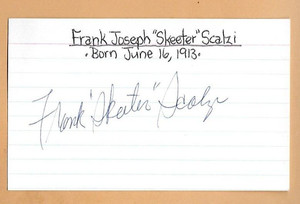 Frank Joseph "Skeeter" Scalzi
• Born June 16, 1913 •
Frank "Skeeter" Scalzi